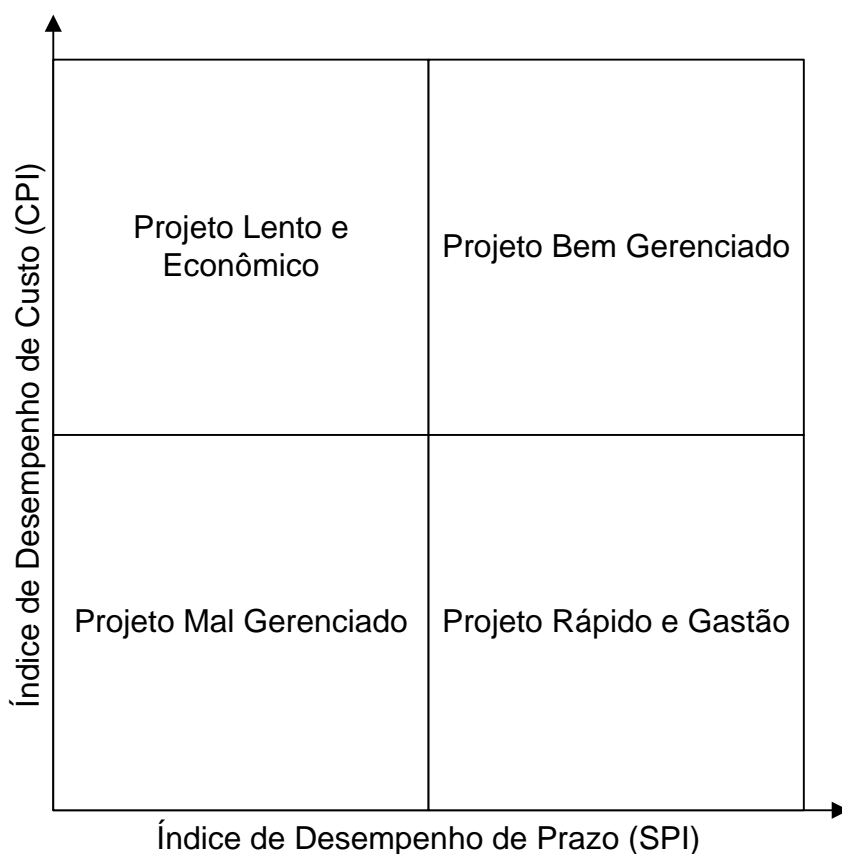 Índice de Desempenho de Custo (CPI)
Projeto Lento e
Econômico
Projeto Bem Gerenciado
Projeto Mal Gerenciado
Projeto Rápido e Gastão
Índice de Desempenho de Prazo (SPI)